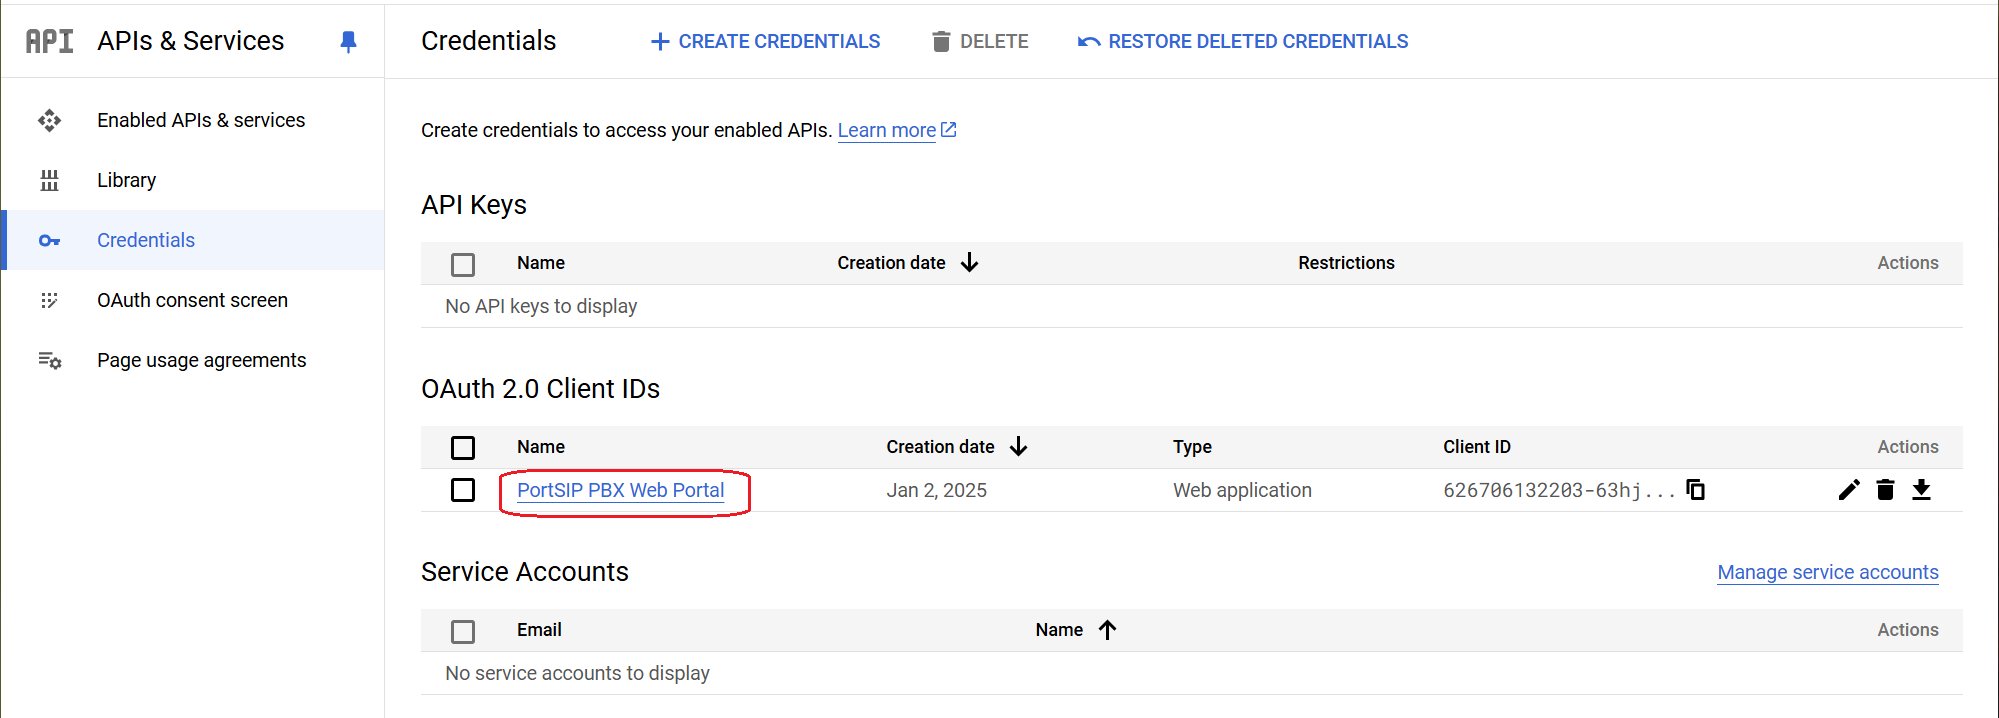 API APIs & Services
Credentials
CREATE CREDENTIALS
DELETE
RESTORE DELETED CREDENTIALS
Enabled APIs & services
Library
Credentials
OAuth consent screen
Page usage agreements
Create credentials to access your enabled APIs. Learn more
API Keys
Name Creation date Restrictions Actions
No API keys to display
OAuth 2.0 Client IDs
Name Creation date Type Client ID Actions
PortSIP PBX Web Portal Jan 2, 2025 Web application 626706132203-63hj...
Service Accounts Manage service accounts
Email Name Actions
No service accounts to display